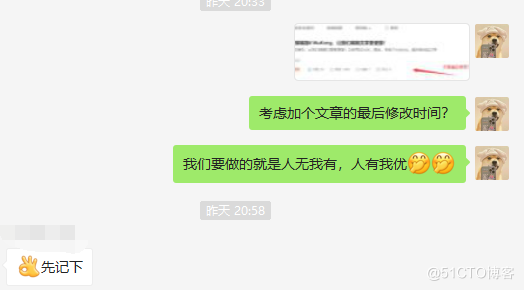 昨天 20:33
考虑加个文章的最后修改时间?
我们要做的就是人无我有，人有我优
昨天 20:58
先记下
@51CTO博客